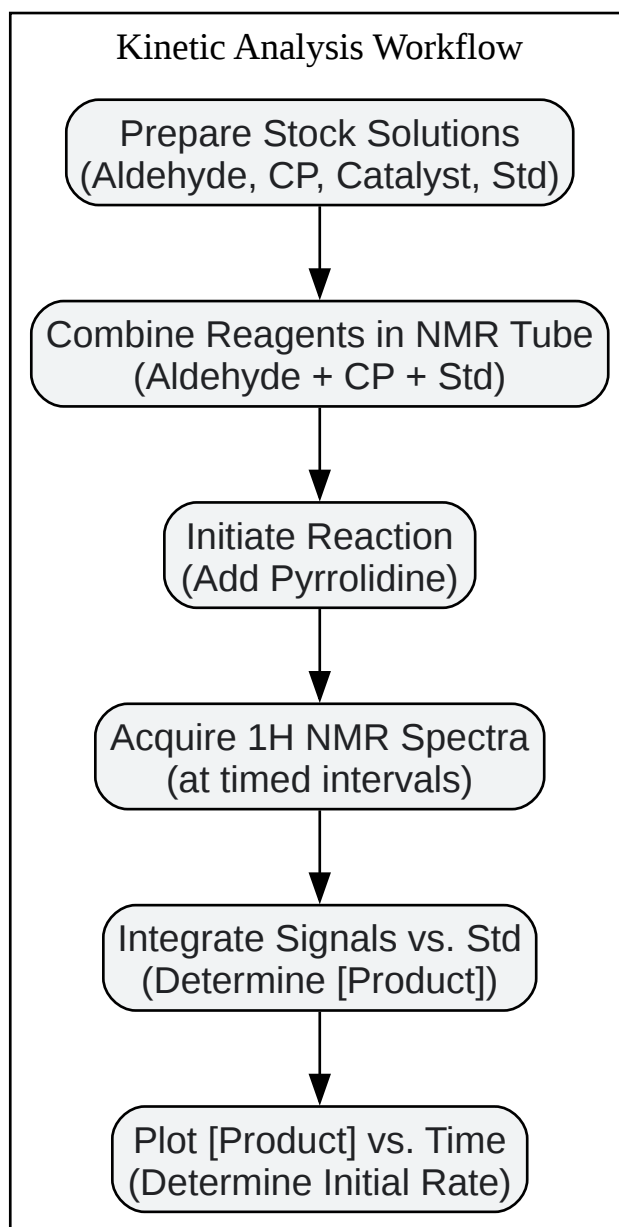 Kinetic Analysis Workflow
Prepare Stock Solutions
(Aldehyde, CP, Catalyst, Std)
Combine Reagents in NMR Tube
(Aldehyde + CP + Std)
Initiate Reaction
(Add Pyrrolidine)
Acquire 1H NMR Spectra
(at timed intervals)
Integrate Signals vs. Std
(Determine [Product])
Plot [Product] vs. Time
(Determine Initial Rate)